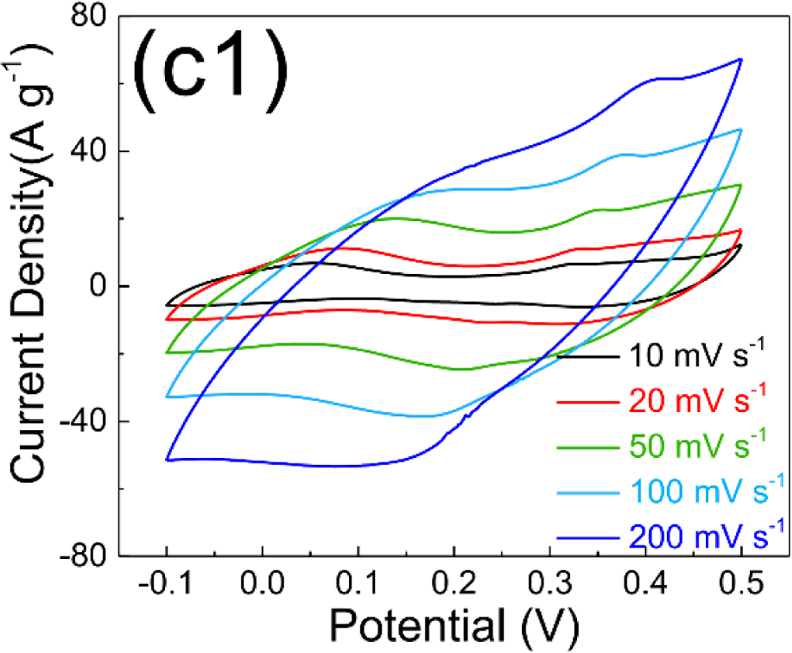 (c1)
Current Density(A g⁻¹)
80
40
0
-40
-80
10 mV s⁻¹
20 mV s⁻¹
50 mV s⁻¹
100 mV s⁻¹
200 mV s⁻¹
-0.1 0.0 0.1 0.2 0.3 0.4 0.5
Potential (V)